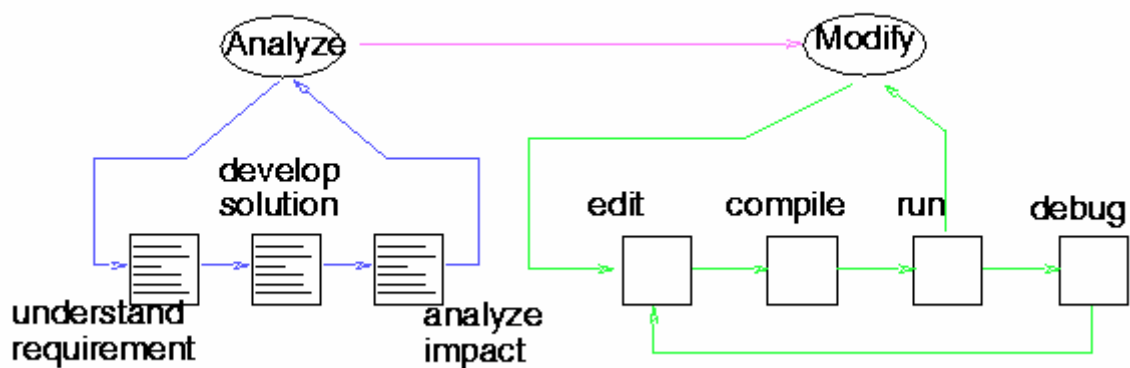 Analyze
Modify
develop
solution
edit
compile
run
debug
understand
requirement
analyze
impact